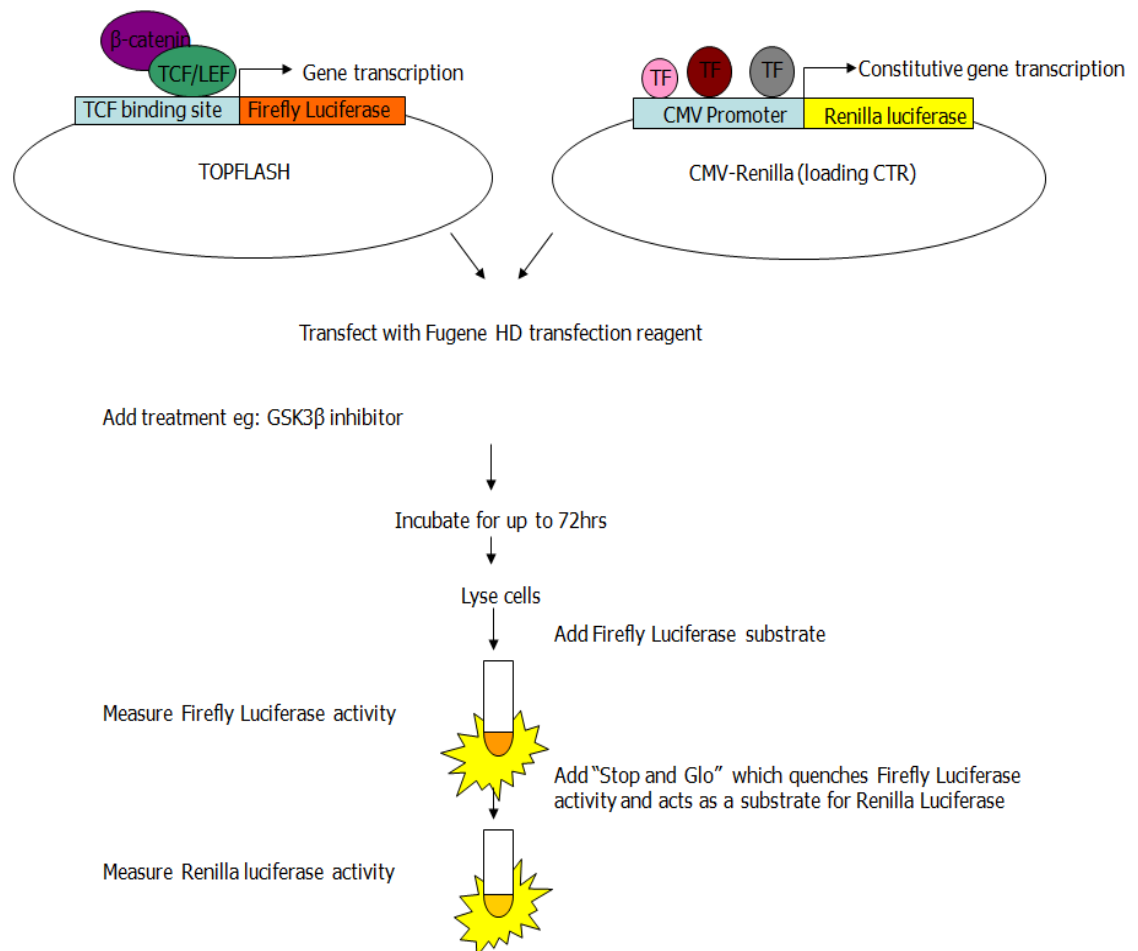 β-catenin
TCF/LEF
Gene transcription
TCF binding site
Firefly Luciferase
TOPFLASH
TF
TF
TF
Constitutive gene transcription
CMV Promoter
Renilla luciferase
CMV-Renilla (loading CTR)
Transfect with Fugene HD transfection reagent
Add treatment eg: GSK3β inhibitor
Incubate for up to 72hrs
Lyse cells
Add Firefly Luciferase substrate
Measure Firefly Luciferase activity
Add “Stop and Glo” which quenches Firefly Luciferase
activity and acts as a substrate for Renilla Luciferase
Measure Renilla luciferase activity